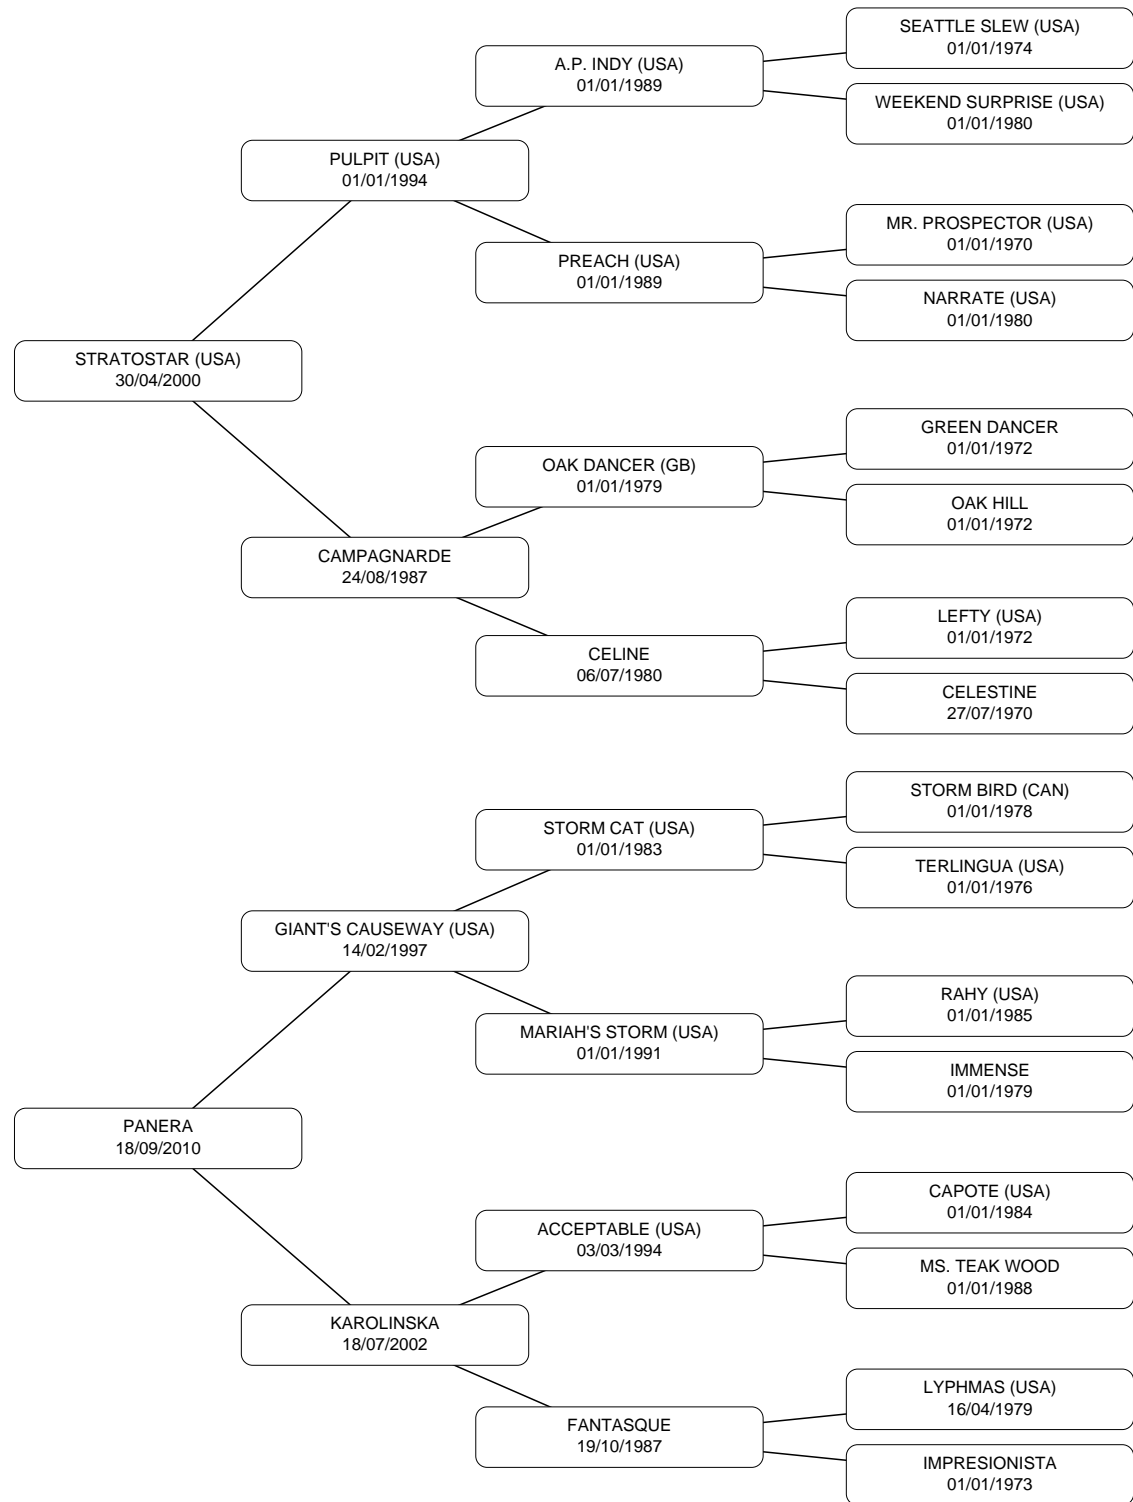 SEATTLE SLEW (USA)
01/01/1974
A.P. INDY (USA)
01/01/1989
WEEKEND SURPRISE (USA)
01/01/1980
PULPIT (USA)
01/01/1994
MR. PROSPECTOR (USA)
01/01/1970
PREACH (USA)
01/01/1989
NARRATE (USA)
01/01/1980
STRATOSTAR (USA)
30/04/2000
GREEN DANCER
01/01/1972
OAK DANCER (GB)
01/01/1979
OAK HILL
01/01/1972
CAMPAGNARDE
24/08/1987
LEFTY (USA)
01/01/1972
CELINE
06/07/1980
CELESTINE
27/07/1970
STORM BIRD (CAN)
01/01/1978
STORM CAT (USA)
01/01/1983
TERLINGUA (USA)
01/01/1976
GIANT'S CAUSEWAY (USA)
14/02/1997
RAHY (USA)
01/01/1985
MARIAH'S STORM (USA)
01/01/1991
IMMENSE
01/01/1979
PANERA
18/09/2010
CAPOTE (USA)
01/01/1984
ACCEPTABLE (USA)
03/03/1994
MS. TEAK WOOD
01/01/1988
KAROLINSKA
18/07/2002
LYPHMAS (USA)
16/04/1979
FANTASQUE
19/10/1987
IMPRESIONISTA
01/01/1973